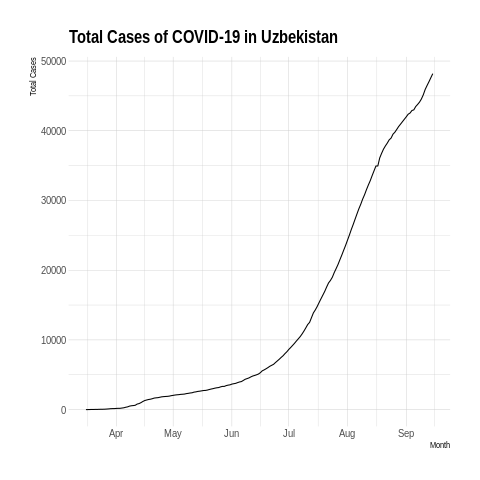 Total Cases of COVID-19 in Uzbekistan
Total Cases
50000
40000
30000
20000
10000
0
Apr May Jun Jul Aug Sep
Month